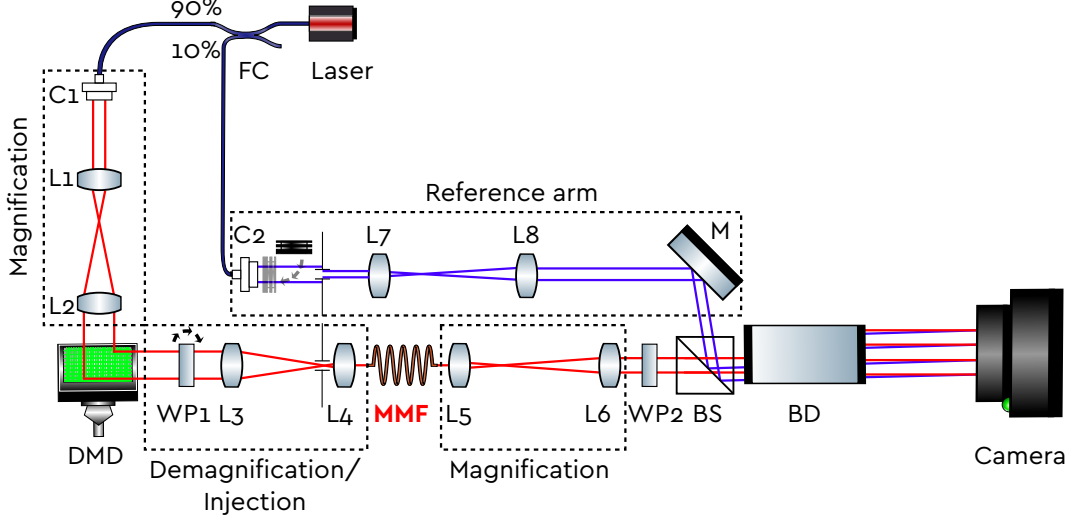 90%
10%
FC
Laser
C1
Magnification
L1
L2
Reference arm
C2
L7
L8
M
WP1
L3
L4
MMF
L5
L6
WP2
BS
BD
DMD
Camera
Demagnification/
Injection
Magnification